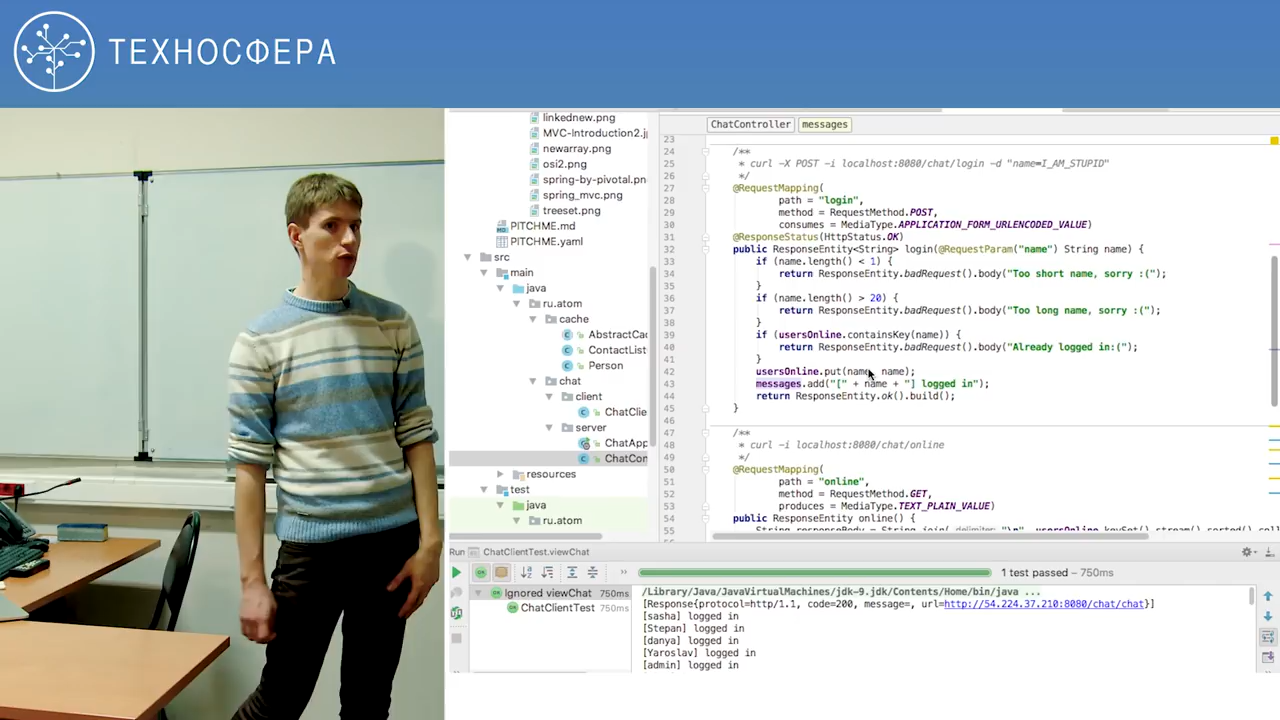 ТЕХНОСФЕРА
linkednew.png
MVC-Introduction2.j
newarray.png
osi2.png
spring-by-pivotal.pn
spring_mvc.png
treeset.png
PITCHME.md
PITCHME.yaml
src
main
java
ru.atom
cache
AbstractCac
ContactList
Person
chat
client
ChatClie
server
ChatApp
ChatCon
resources
test
java
ru.atom
ChatController messages
23
24 /**
25 * curl -X POST -i localhost:8080/chat/login -d "name=I_AM_STUPID"
26 */
27 @RequestMapping(
28 path = "login",
29 method = RequestMethod.POST,
30 consumes = MediaType.APPLICATION_FORM_URLENCODED_VALUE)
31 @ResponseStatus(HttpStatus.OK)
32 public ResponseEntity<String> login(@RequestParam("name") String name) {
33 if (name.length() < 1) {
34 return ResponseEntity.badRequest().body("Too short name, sorry :(");
35 }
36 if (name.length() > 20) {
37 return ResponseEntity.badRequest().body("Too long name, sorry :(");
38 }
39 if (usersOnline.containsKey(name)) {
40 return ResponseEntity.badRequest().body("Already logged in:(");
41 }
42 usersOnline.put(name, name);
43 messages.add("[" + name + "] logged in");
44 return ResponseEntity.ok().build();
45 }
46
47 /**
48 * curl -i localhost:8080/chat/online
49 */
50 @RequestMapping(
51 path = "online",
52 method = RequestMethod.GET,
53 produces = MediaType.TEXT_PLAIN_VALUE)
54 public ResponseEntity online() {
Run ChatClientTest.viewChat
1 test passed – 750ms
Ignored viewChat 750ms
ChatClientTest 750ms
/Library/Java/JavaVirtualMachines/jdk-9.jdk/Contents/Home/bin/java ...
[Response{protocol=http/1.1, code=200, message=, url=http://54.224.37.210:8080/chat/chat}]
[sasha] logged in
[Stepan] logged in
[danya] logged in
[Yaroslav] logged in
[admin] logged in